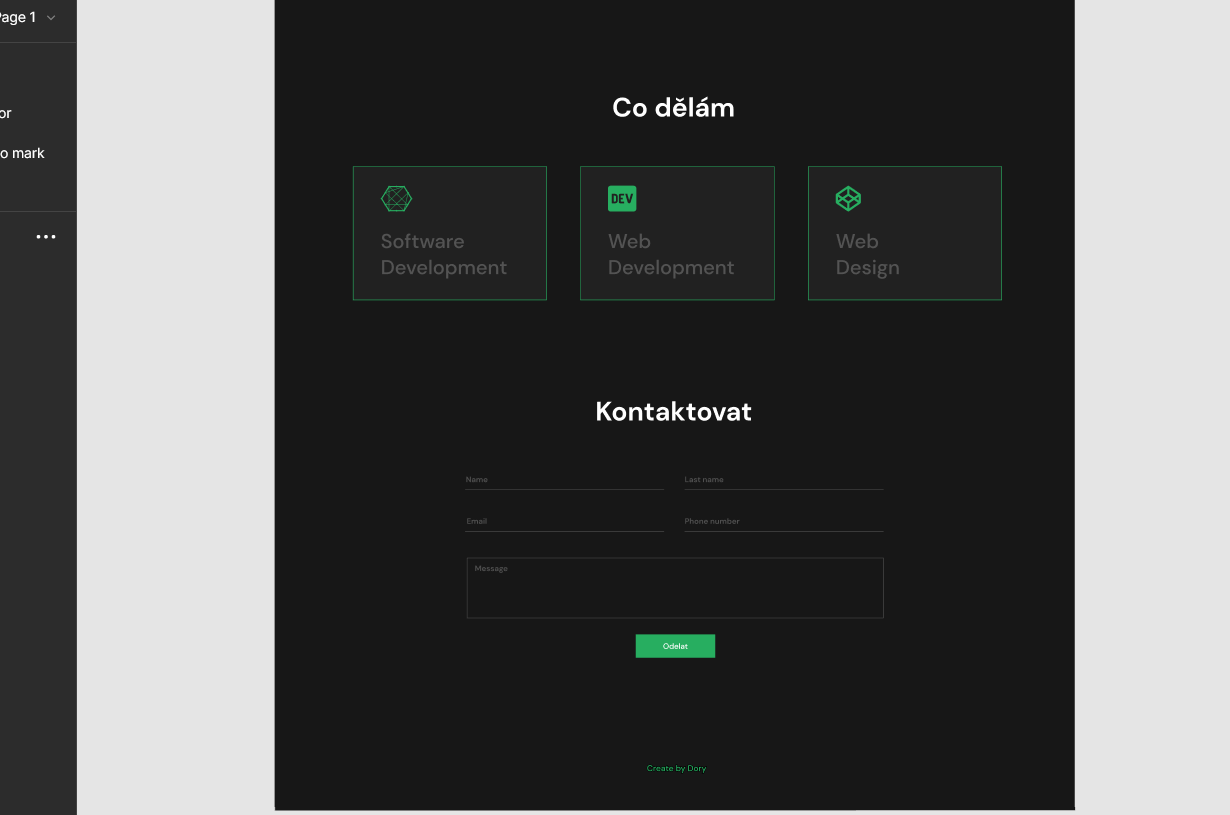 Page 1
or
o mark
Co dělám
DEV
Software
Development
Web
Development
Web
Design
Kontaktovat
Name
Last name
Email
Phone number
Message
Odelat
Create by Dory